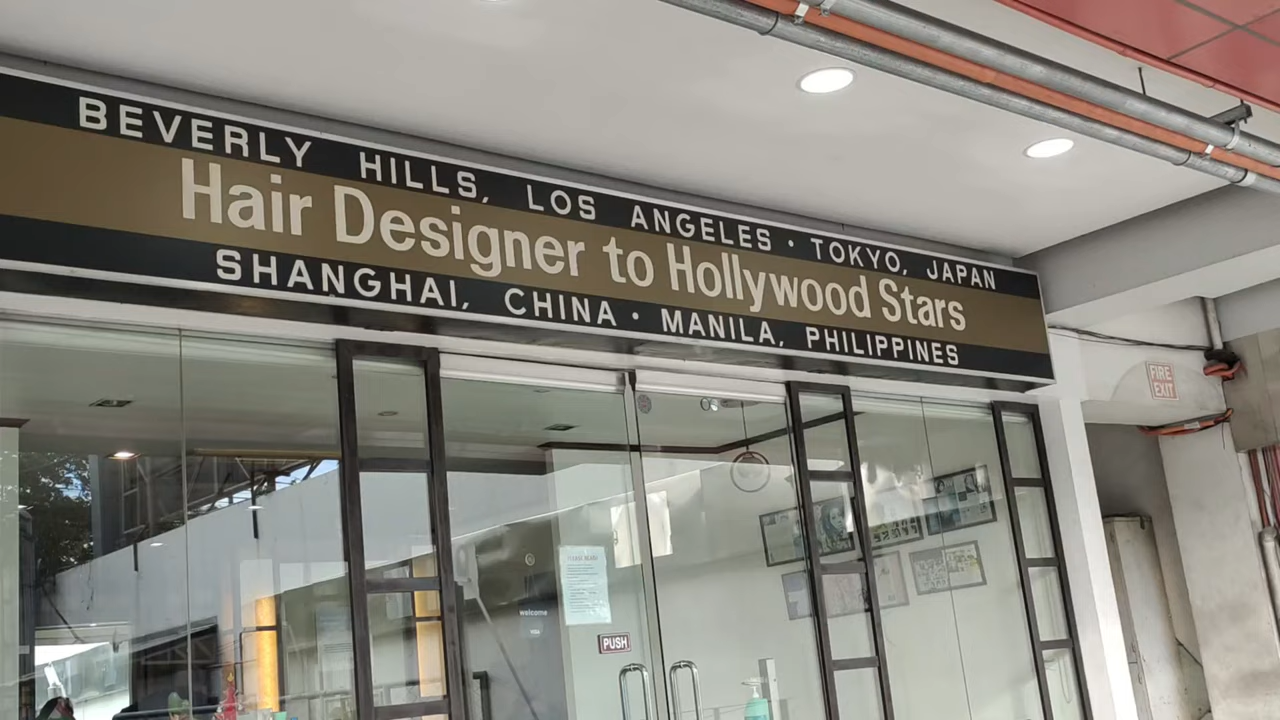 BEVERLY HILLS, LOS ANGELES • TOKYO, JAPAN
Hair Designer to Hollywood Stars
SHANGHAI, CHINA • MANILA, PHILIPPINES
FIRE
EXIT
welcome
PUSH